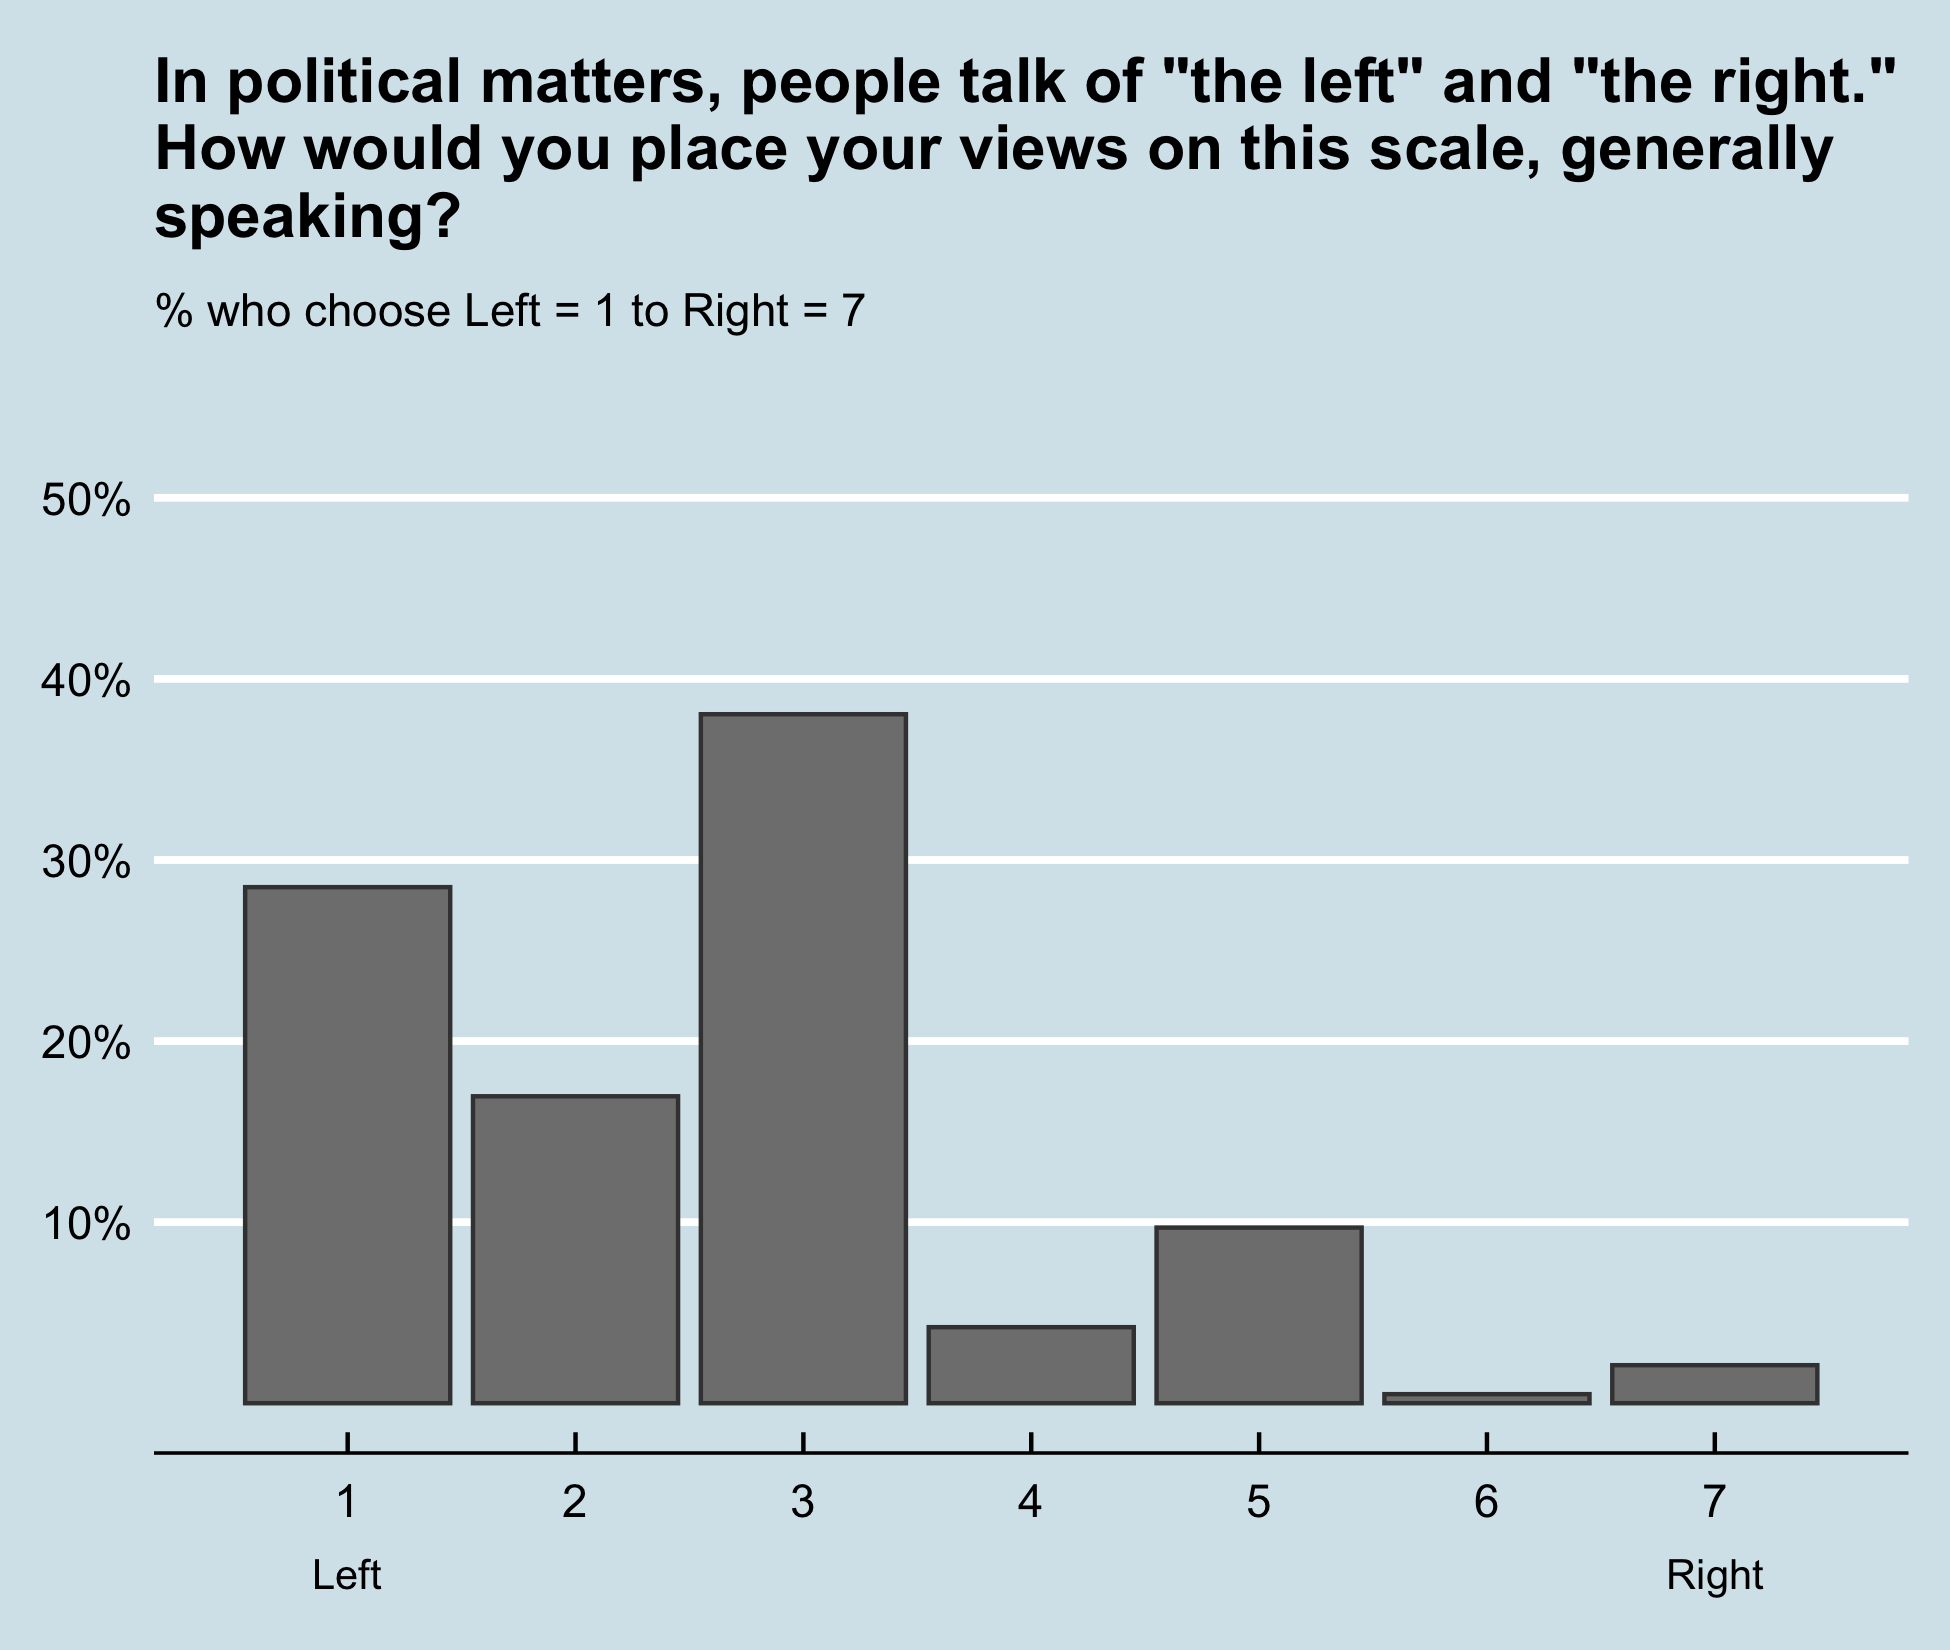 In political matters, people talk of "the left" and "the right."
How would you place your views on this scale, generally
speaking?
% who choose Left = 1 to Right = 7
50%
40%
30%
20%
10%
1 2 3 4 5 6 7
Left Right